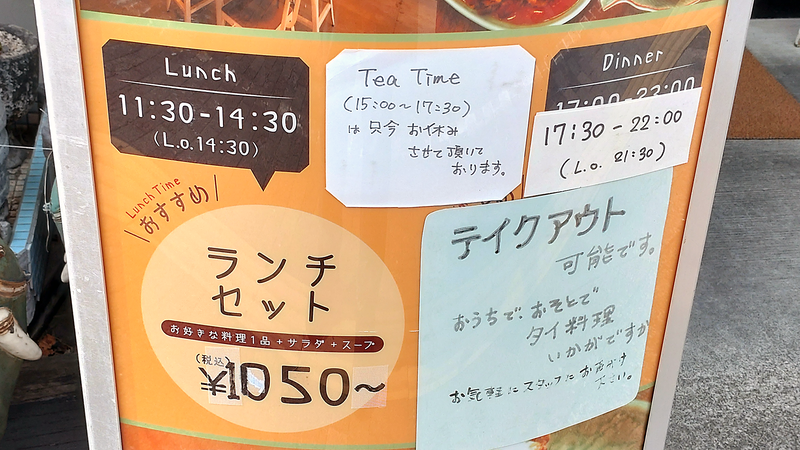 Lunch
11:30-14:30
(L.o.14:30)
Tea Time
(15:00～17:30)
は 只今 お休み
させて頂いて
おります。
Dinner
17:00-23:00
17:30-22:00
(L.o. 21:30)
Lunch Time
おすすめ
ランチ
セット
お好きな料理1品+サラダ+スープ
(税込)
¥1050～
テイクアウト
可能です。
おうちで、おそとで
タイ料理
いかがですか
お気軽にスタッフにお声がけ
下さい。